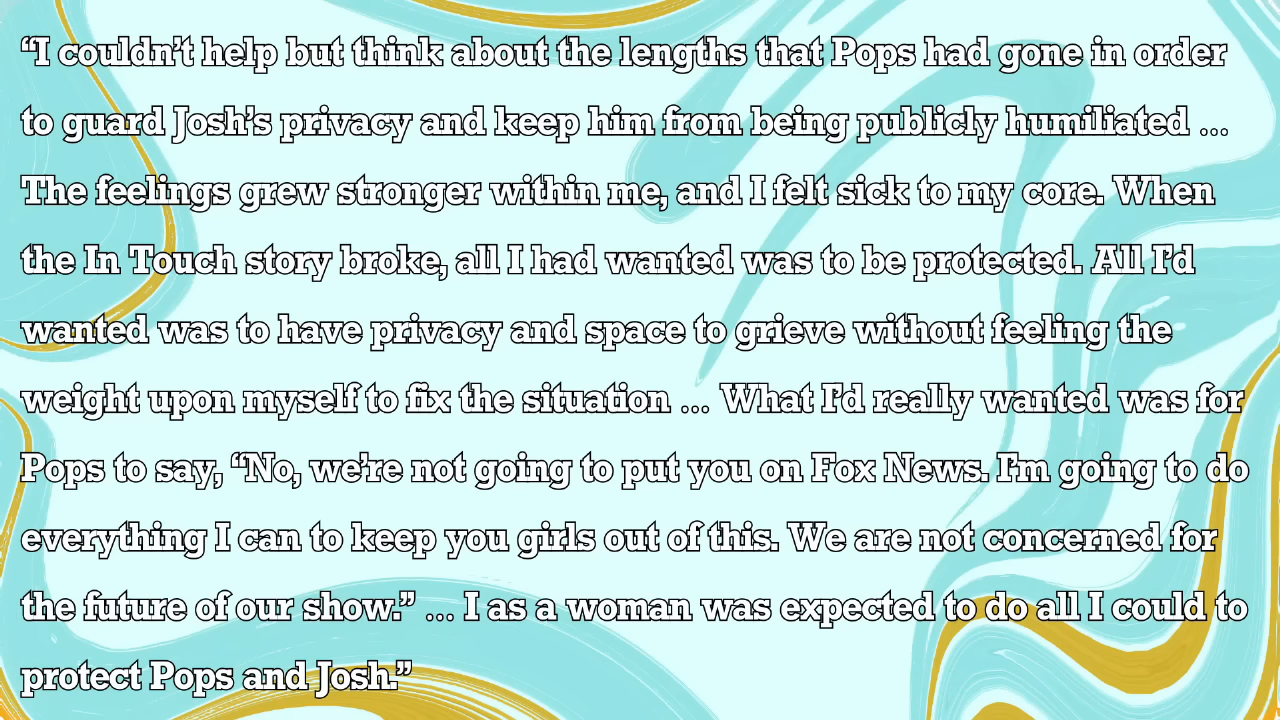 “I couldn’t help but think about the lengths that Pops had gone in order
to guard Josh’s privacy and keep him from being publicly humiliated ...
The feelings grew stronger within me, and I felt sick to my core. When
the In Touch story broke, all I had wanted was to be protected. All I’d
wanted was to have privacy and space to grieve without feeling the
weight upon myself to fix the situation ... What I’d really wanted was for
Pops to say, “No, we’re not going to put you on Fox News. I’m going to do
everything I can to keep you girls out of this. We are not concerned for
the future of our show.” ... I as a woman was expected to do all I could to
protect Pops and Josh.”